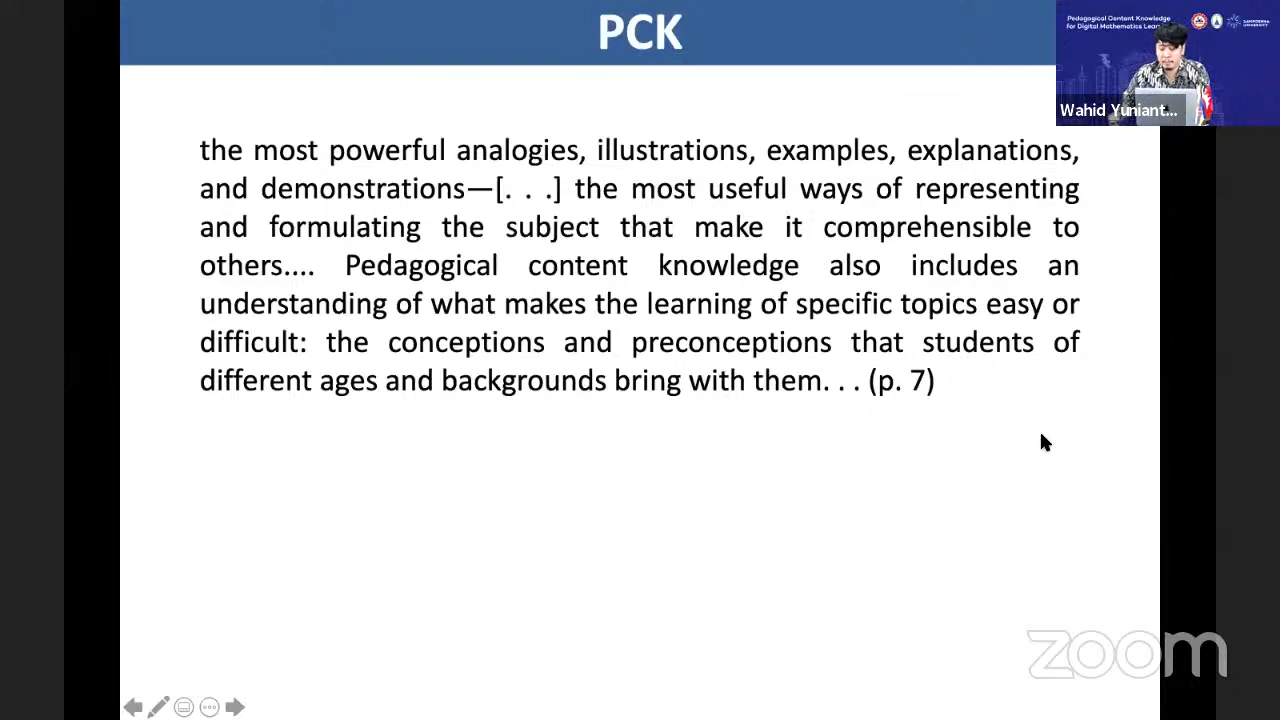 PCK
Pedagogical Content Knowledge
for Digital Mathematics Lear
SAMPOERNA
UNIVERSITY
Wahid Yuniant...
the most powerful analogies, illustrations, examples, explanations,
and demonstrations—[. . .] the most useful ways of representing
and formulating the subject that make it comprehensible to
others.... Pedagogical content knowledge also includes an
understanding of what makes the learning of specific topics easy or
difficult: the conceptions and preconceptions that students of
different ages and backgrounds bring with them. . . (p. 7)
zoom